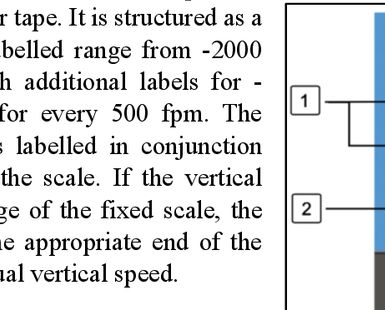 r tape. It is structured as a
belled range from -2000
h additional labels for -
for every 500 fpm. The
s labelled in conjunction
the scale. If the vertical
ge of the fixed scale, the
e appropriate end of the
ual vertical speed.
1
2